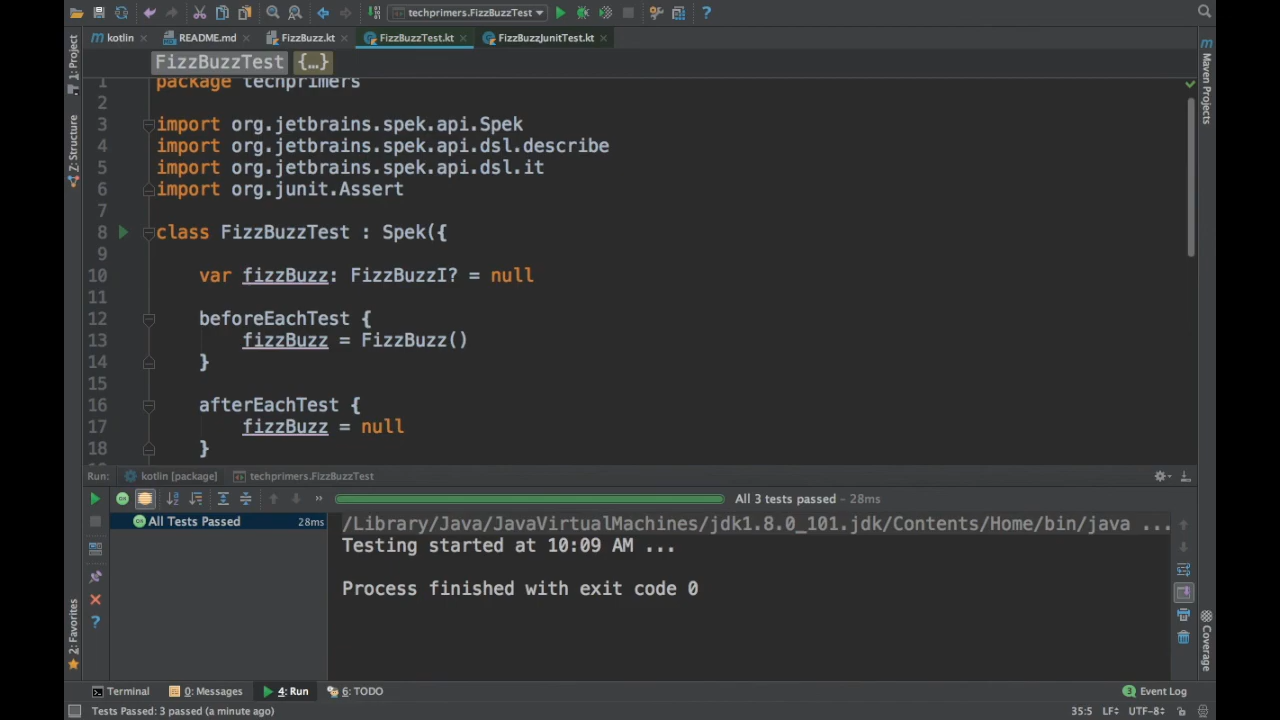 techprimers.FizzBuzzTest
kotlin README.md FizzBuzz.kt FizzBuzzTest.kt FizzBuzzJunitTest.kt
FizzBuzzTest {...}
1: Project
Z: Structure
2: Favorites
Maven Projects
Coverage
1 package techprimers
2
3 import org.jetbrains.spek.api.Spek
4 import org.jetbrains.spek.api.dsl.describe
5 import org.jetbrains.spek.api.dsl.it
6 import org.junit.Assert
7
8 class FizzBuzzTest : Spek({
9
10 var fizzBuzz: FizzBuzzI? = null
11
12 beforeEachTest {
13 fizzBuzz = FizzBuzz()
14 }
15
16 afterEachTest {
17 fizzBuzz = null
18 }
Run: kotlin [package] techprimers.FizzBuzzTest
All 3 tests passed - 28ms
All Tests Passed 28ms
/Library/Java/JavaVirtualMachines/jdk1.8.0_101.jdk/Contents/Home/bin/java ...
Testing started at 10:09 AM ...
Process finished with exit code 0
Terminal 0: Messages 4: Run 6: TODO 3 Event Log
Tests Passed: 3 passed (a minute ago) 35:5 LF UTF-8